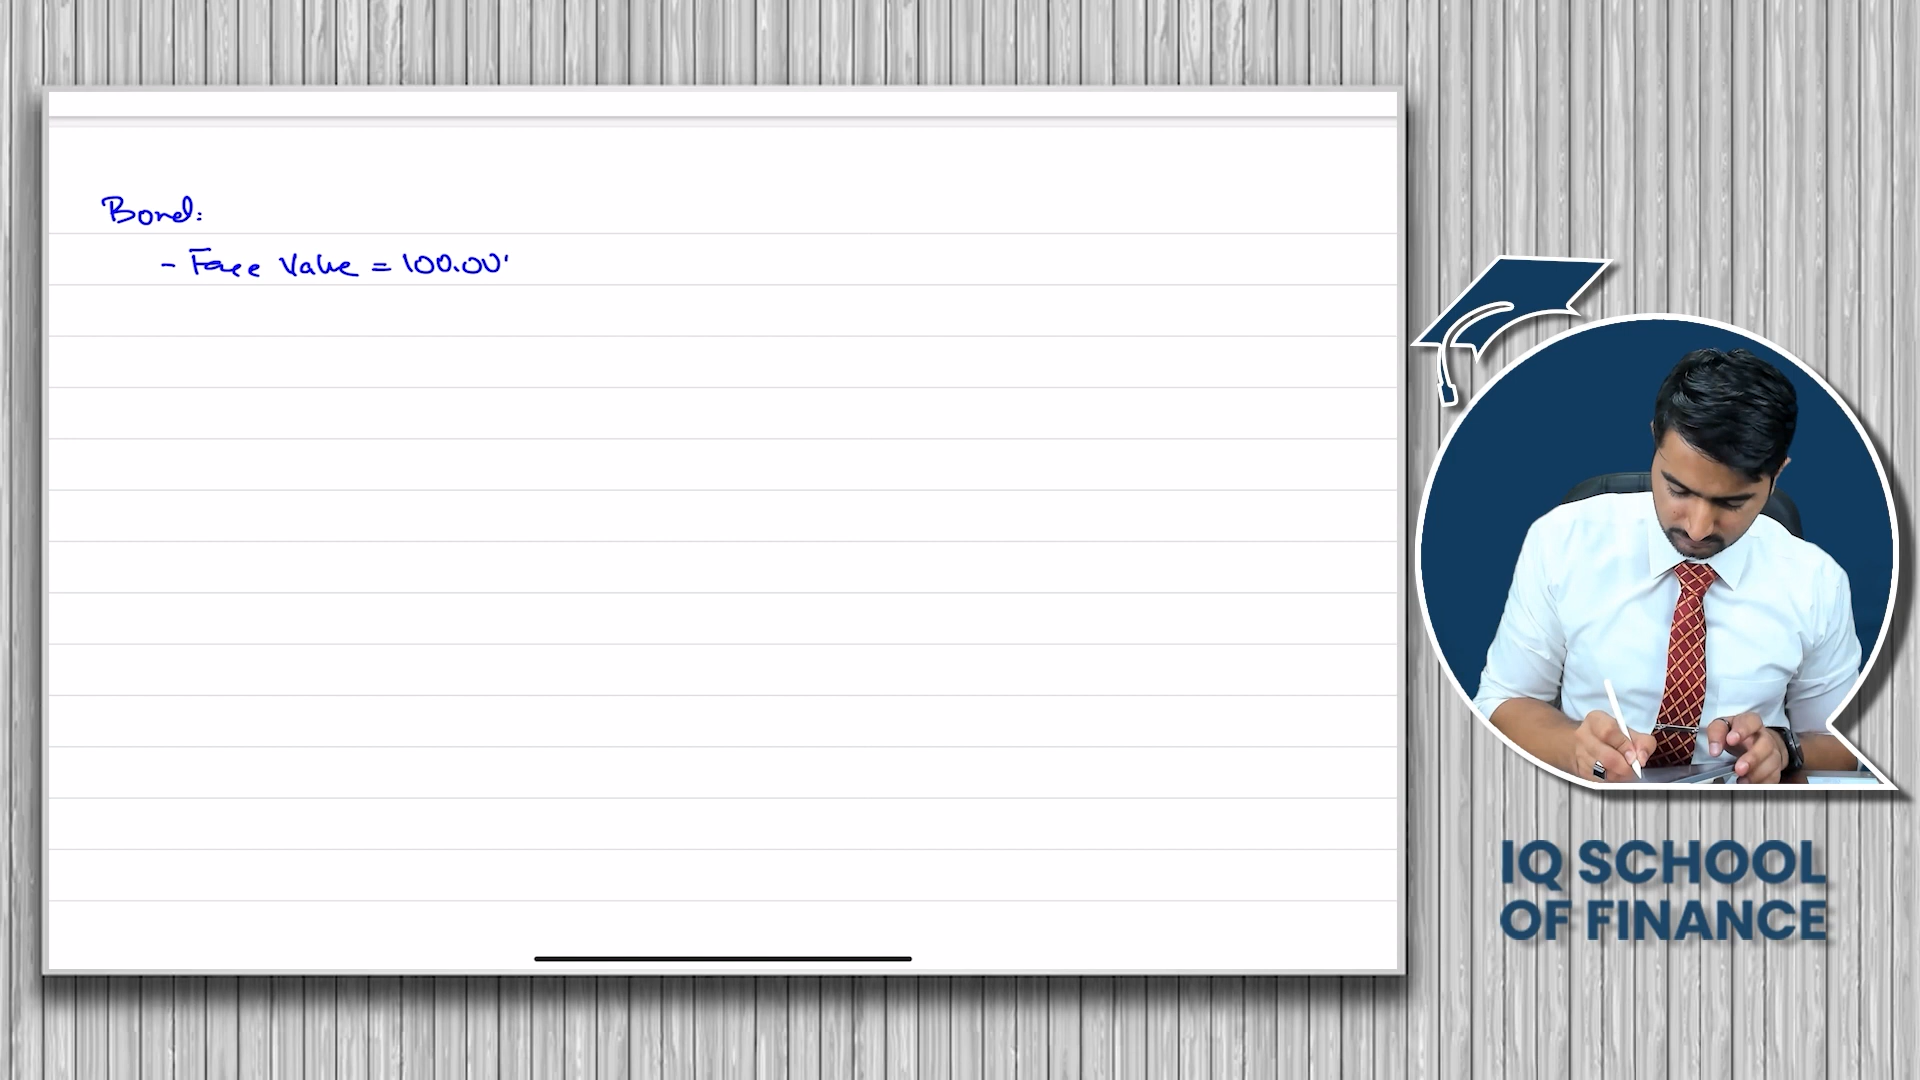 Bond:
- Face Value = 100.00'
IQ SCHOOL
OF FINANCE